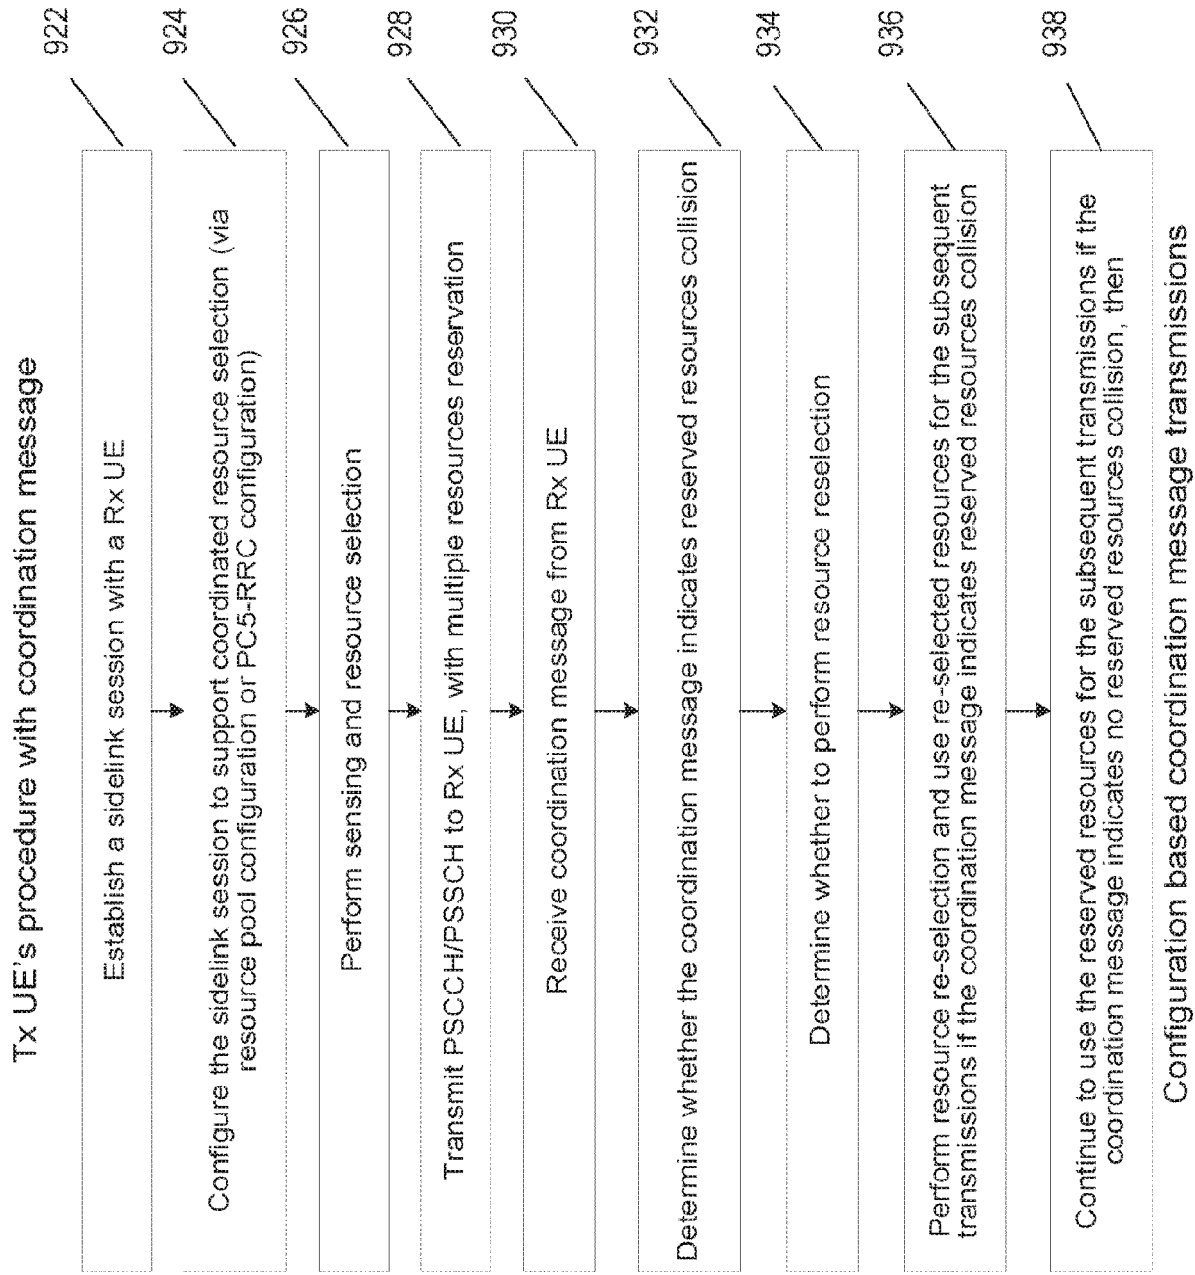 Tx UE's procedure with coordination message
Establish a sidelink session with a Rx UE
922
Configure the sidelink session to support coordinated resource selection (via
resource pool configuration or PC5-RRC configuration)
924
Perform sensing and resource selection
926
Transmit PSCCH/PSSCH to Rx UE, with multiple resources reservation
928
Receive coordination message from Rx UE
930
Determine whether the coordination message indicates reserved resources collision
932
Determine whether to perform resource reselection
934
Perform resource re-selection and use re-selected resources for the subsequent
transmissions if the coordination message indicates reserved resources collision
936
Continue to use the reserved resources for the subsequent transmissions if the
coordination message indicates no reserved resources collision, then
938
Configuration based coordination message transmissions